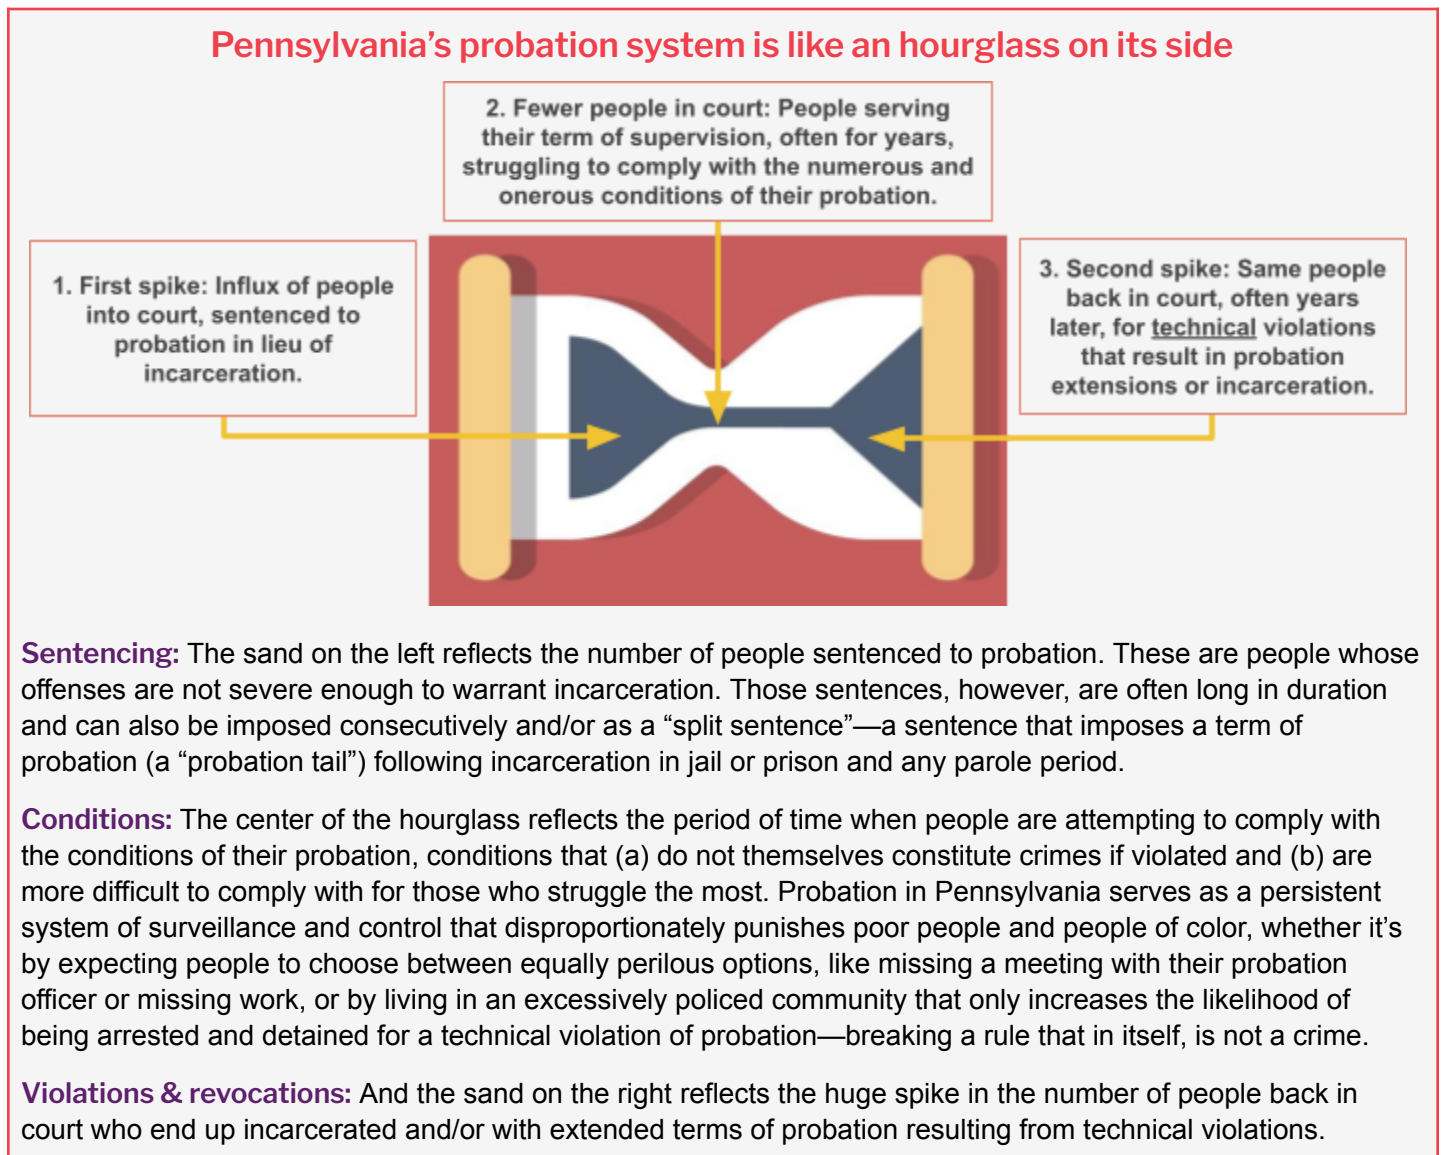 Pennsylvania’s probation system is like an hourglass on its side
2. Fewer people in court: People serving
their term of supervision, often for years,
struggling to comply with the numerous and
onerous conditions of their probation.
1. First spike: Influx of people
into court, sentenced to
probation in lieu of
incarceration.
3. Second spike: Same people
back in court, often years
later, for technical violations
that result in probation
extensions or incarceration.
Sentencing: The sand on the left reflects the number of people sentenced to probation. These are people whose
offenses are not severe enough to warrant incarceration. Those sentences, however, are often long in duration
and can also be imposed consecutively and/or as a “split sentence”—a sentence that imposes a term of
probation (a “probation tail”) following incarceration in jail or prison and any parole period.
Conditions: The center of the hourglass reflects the period of time when people are attempting to comply with
the conditions of their probation, conditions that (a) do not themselves constitute crimes if violated and (b) are
more difficult to comply with for those who struggle the most. Probation in Pennsylvania serves as a persistent
system of surveillance and control that disproportionately punishes poor people and people of color, whether it’s
by expecting people to choose between equally perilous options, like missing a meeting with their probation
officer or missing work, or by living in an excessively policed community that only increases the likelihood of
being arrested and detained for a technical violation of probation—breaking a rule that in itself, is not a crime.
Violations & revocations: And the sand on the right reflects the huge spike in the number of people back in
court who end up incarcerated and/or with extended terms of probation resulting from technical violations.